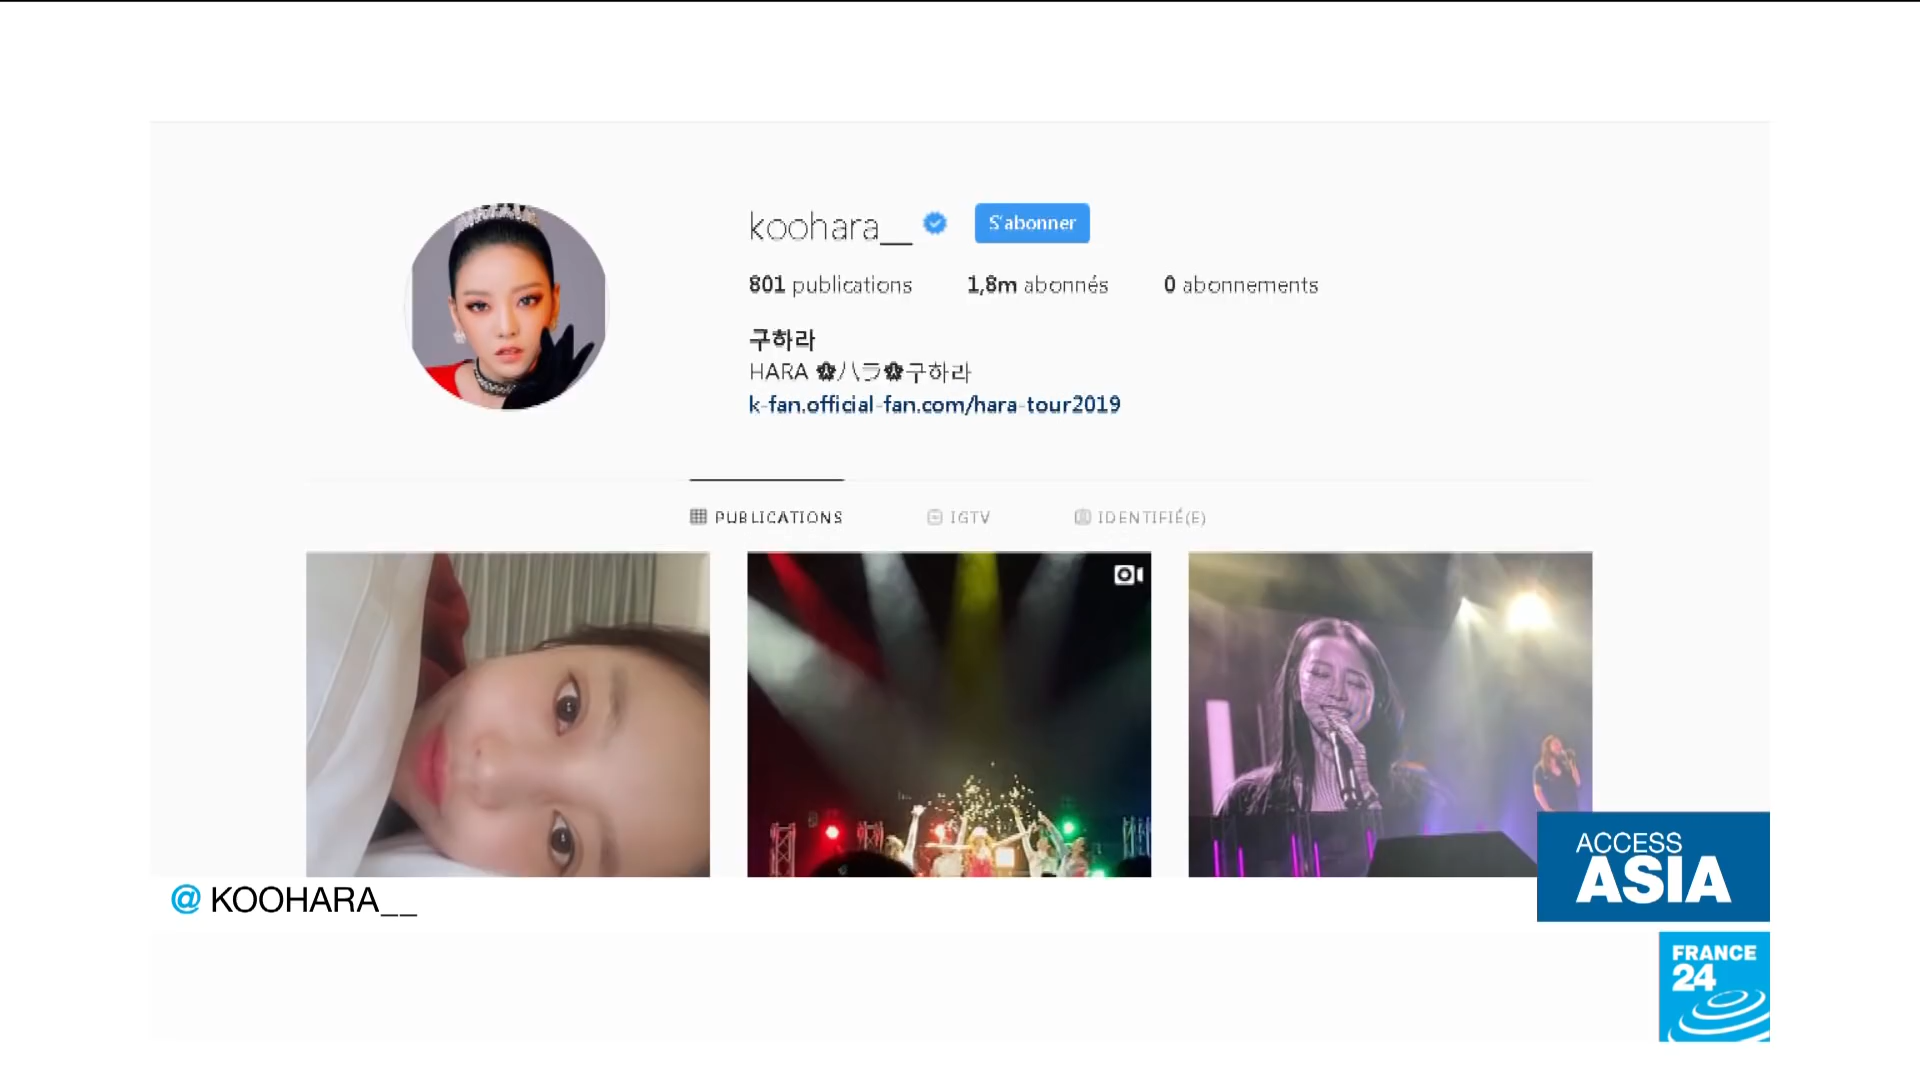 koohara__
S'abonner
801 publications 1,8m abonnés 0 abonnements
구하라
HARA ✿ハラ✿구하라
k-fan.official-fan.com/hara-tour2019
PUBLICATIONS IGTV IDENTIFIÉ(E)
@ KOOHARA__
ACCESS
ASIA
FRANCE
24